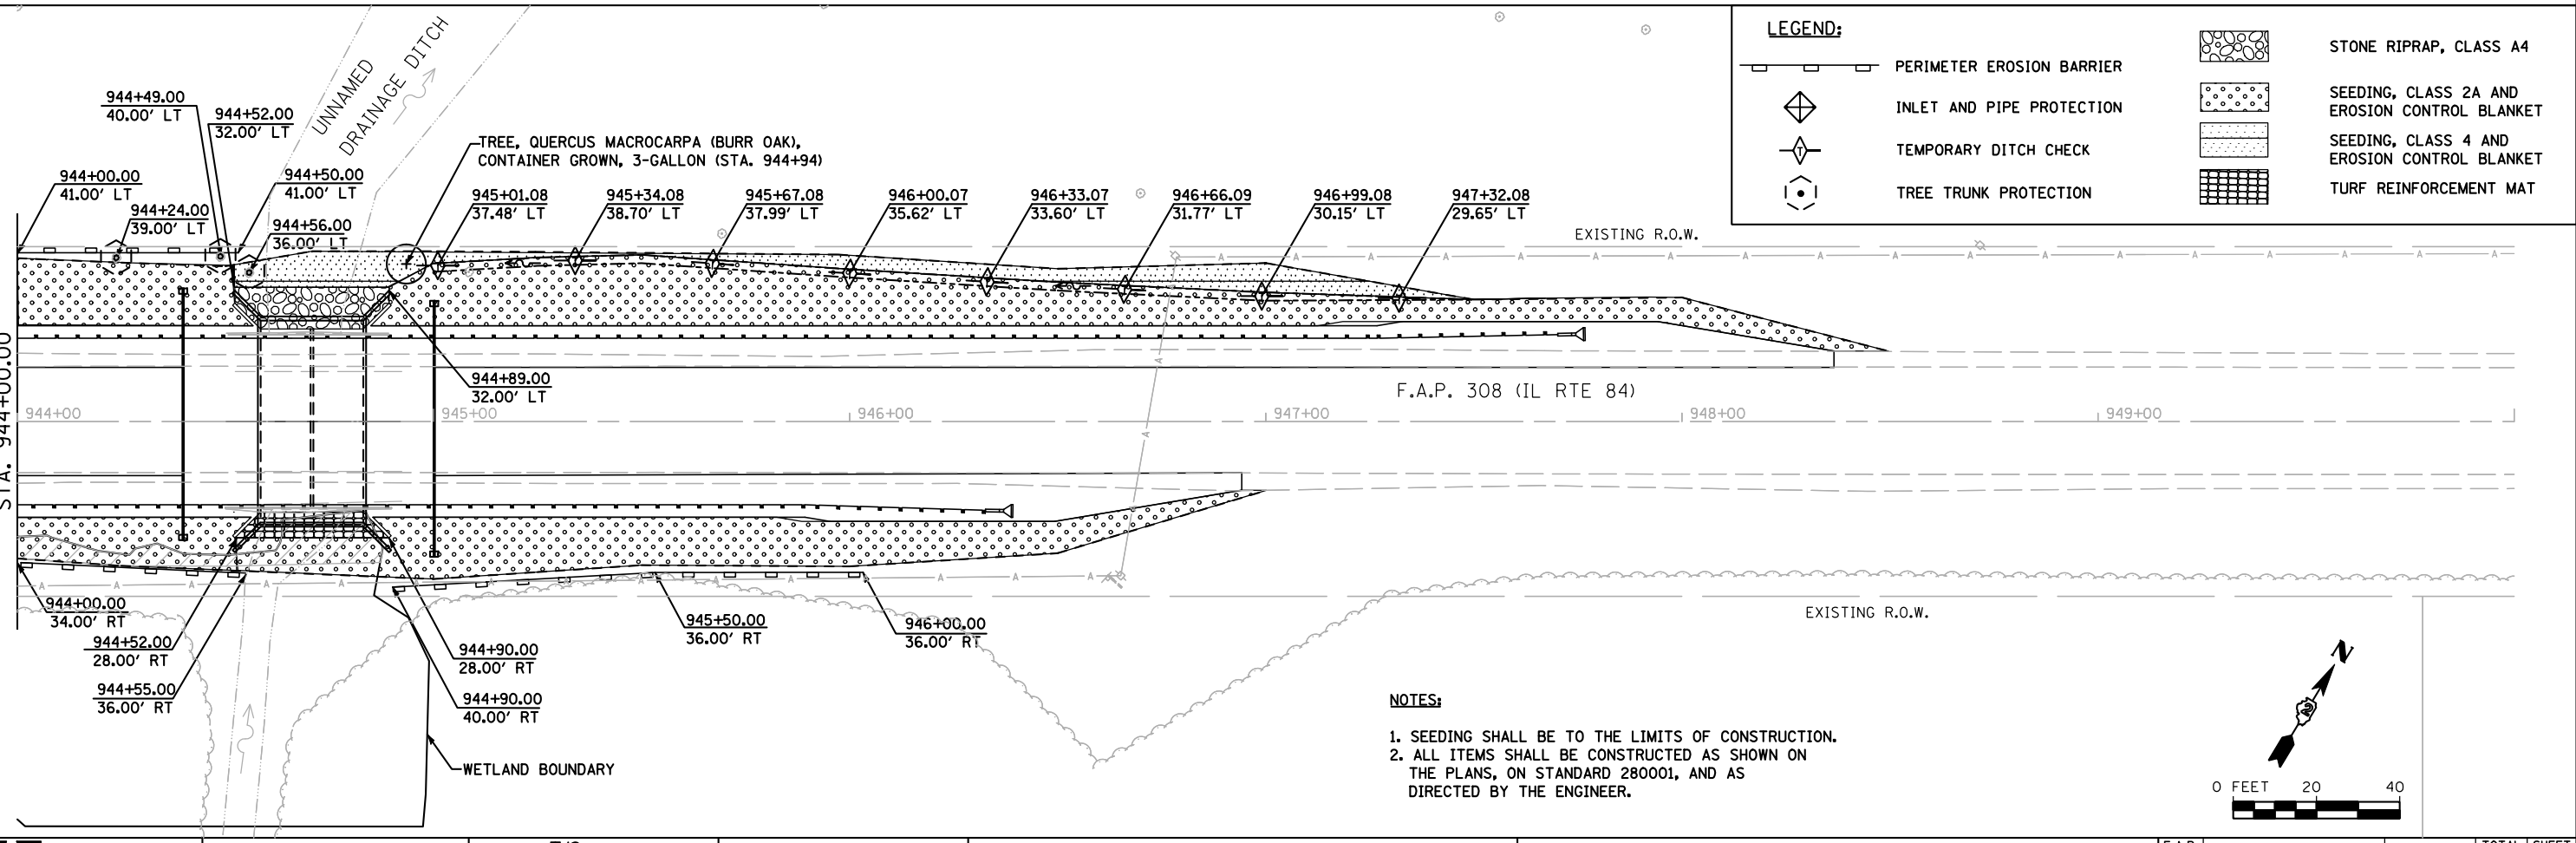 LEGEND:
PERIMETER EROSION BARRIER
INLET AND PIPE PROTECTION
T
TEMPORARY DITCH CHECK
TREE TRUNK PROTECTION
STONE RIPRAP, CLASS A4
SEEDING, CLASS 2A AND
EROSION CONTROL BLANKET
SEEDING, CLASS 4 AND
EROSION CONTROL BLANKET
TURF REINFORCEMENT MAT
UNNAMED
DRAINAGE DITCH
944+49.00
40.00' LT
944+52.00
32.00' LT
944+00.00
41.00' LT
944+50.00
41.00' LT
944+24.00
39.00' LT
944+56.00
36.00' LT
TREE, QUERCUS MACROCARPA (BURR OAK),
CONTAINER GROWN, 3-GALLON (STA. 944+94)
945+01.08
37.48' LT
945+34.08
38.70' LT
945+67.08
37.99' LT
946+00.07
35.62' LT
946+33.07
33.60' LT
946+66.09
31.77' LT
946+99.08
30.15' LT
947+32.08
29.65' LT
EXISTING R.O.W.
STA. 944+00.00
944+89.00
32.00' LT
F.A.P. 308 (IL RTE 84)
944+00
945+00
946+00
947+00
948+00
949+00
944+00.00
34.00' RT
944+52.00
28.00' RT
944+55.00
36.00' RT
944+90.00
28.00' RT
944+90.00
40.00' RT
945+50.00
36.00' RT
946+00.00
36.00' RT
EXISTING R.O.W.
WETLAND BOUNDARY
NOTES:
1. SEEDING SHALL BE TO THE LIMITS OF CONSTRUCTION.
2. ALL ITEMS SHALL BE CONSTRUCTED AS SHOWN ON
THE PLANS, ON STANDARD 280001, AND AS
DIRECTED BY THE ENGINEER.
N
2
0 FEET 20 40